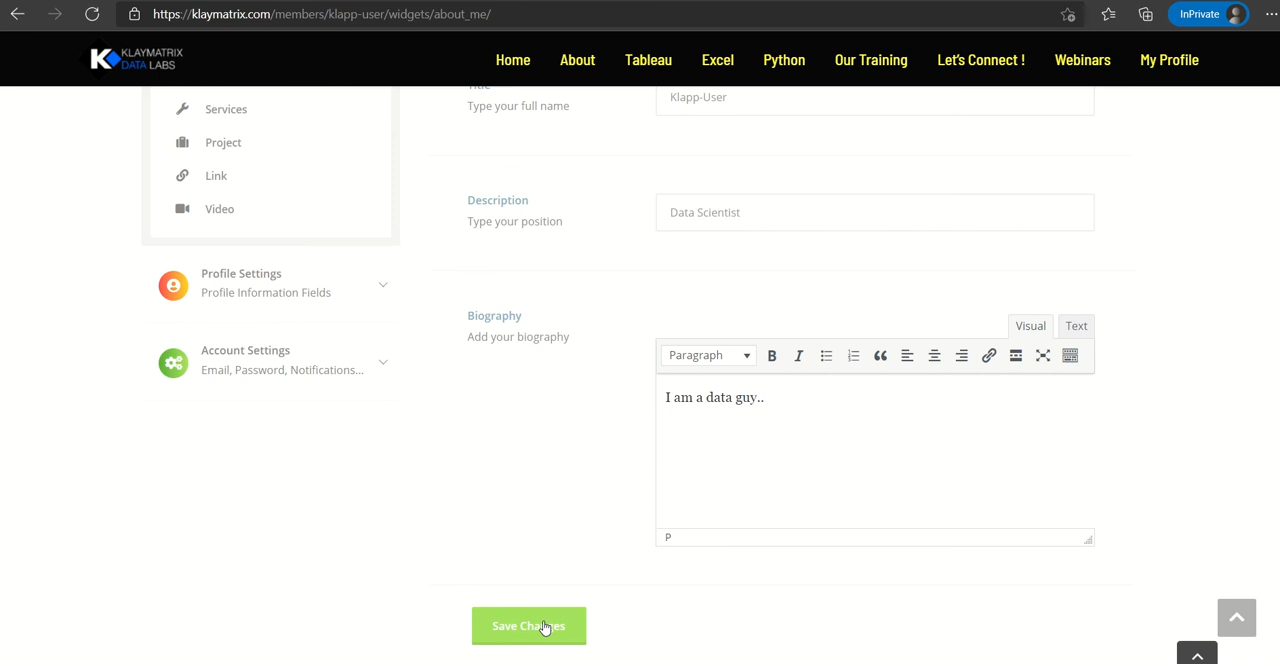 https://klaymatrix.com/members/klapp-user/widgets/about_me/
InPrivate
KLAYMATRIX
DATA LABS
Home About Tableau Excel Python Our Training Let's Connect ! Webinars My Profile
Services
Project
Link
Video
Profile Settings
Profile Information Fields
Account Settings
Email, Password, Notifications...
Title
Type your full name
Klapp-User
Description
Type your position
Data Scientist
Biography
Add your biography
Visual Text
Paragraph
I am a data guy..
P
Save Changes